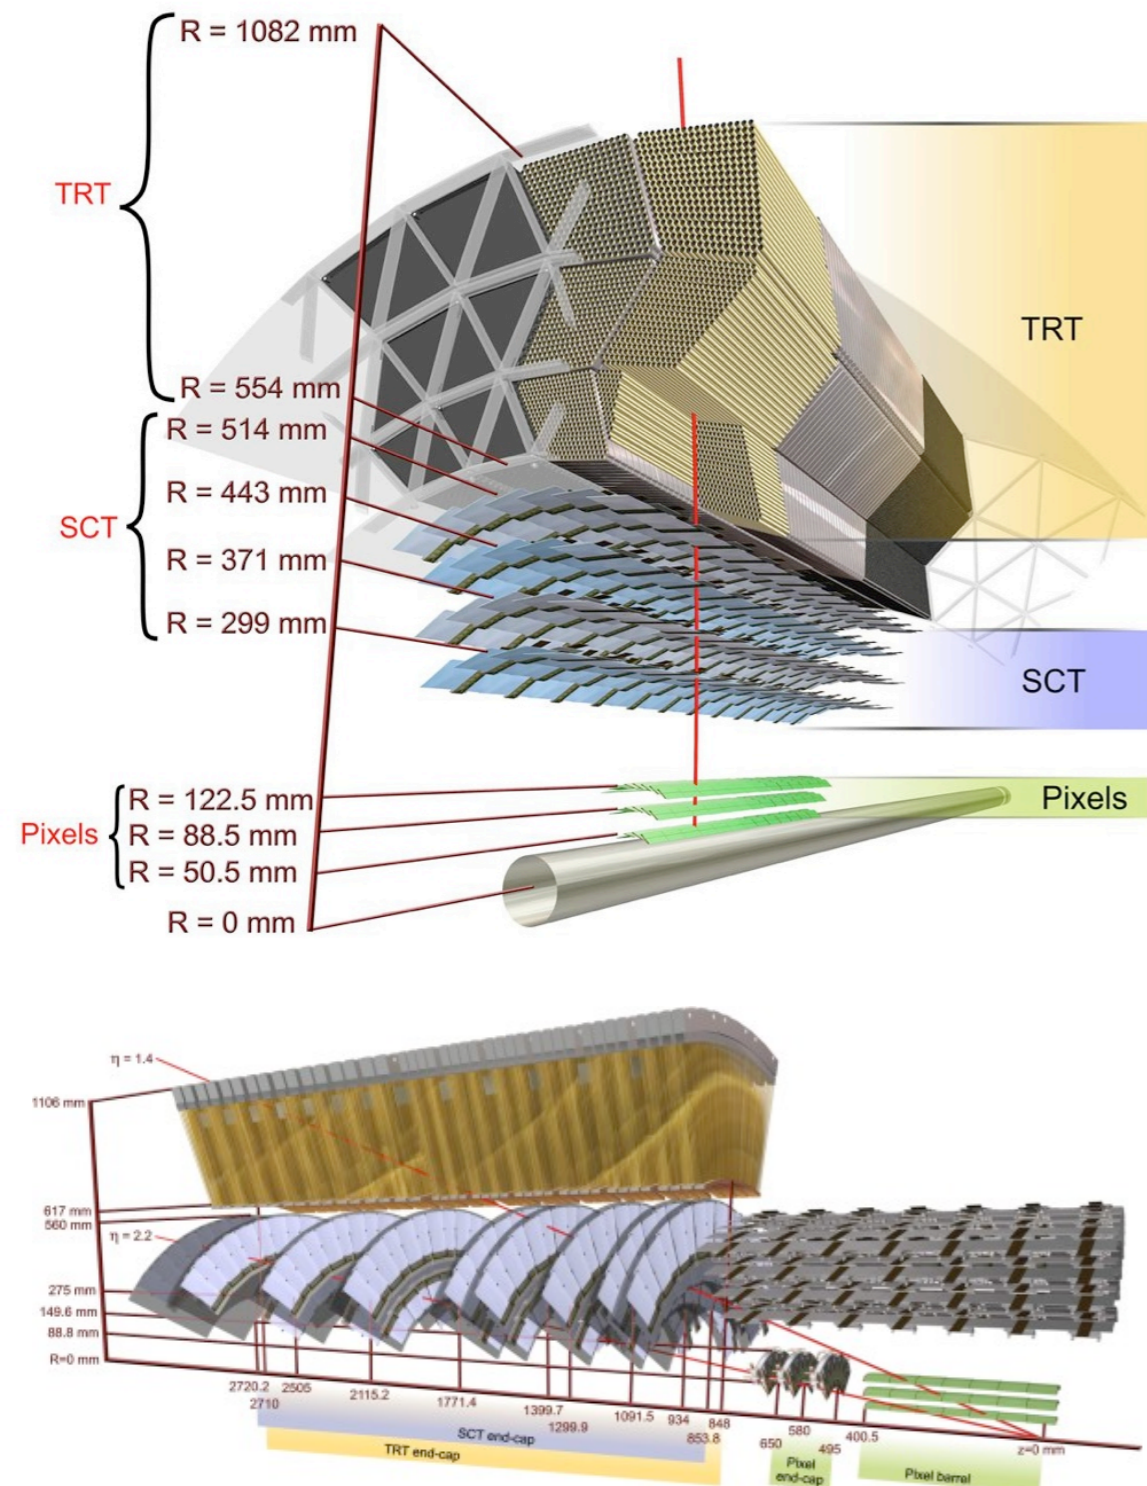 R = 1082 mm
TRT
R = 554 mm
R = 514 mm
R = 443 mm
SCT
R = 371 mm
R = 299 mm
TRT
SCT
R = 122.5 mm
Pixels
R = 88.5 mm
R = 50.5 mm
R = 0 mm
Pixels
η = 1.4
1106 mm
617 mm
560 mm
η = 2.2
275 mm
149.6 mm
88.8 mm
R=0 mm
2720.2
2710
2505
2115.2
1771.4
1399.7
1299.9
1091.5
934
848
853.8
650
580
495
400.5
z=0 mm
SCT end-cap
TRT end-cap
Pixel
end-cap
Pixel barrel